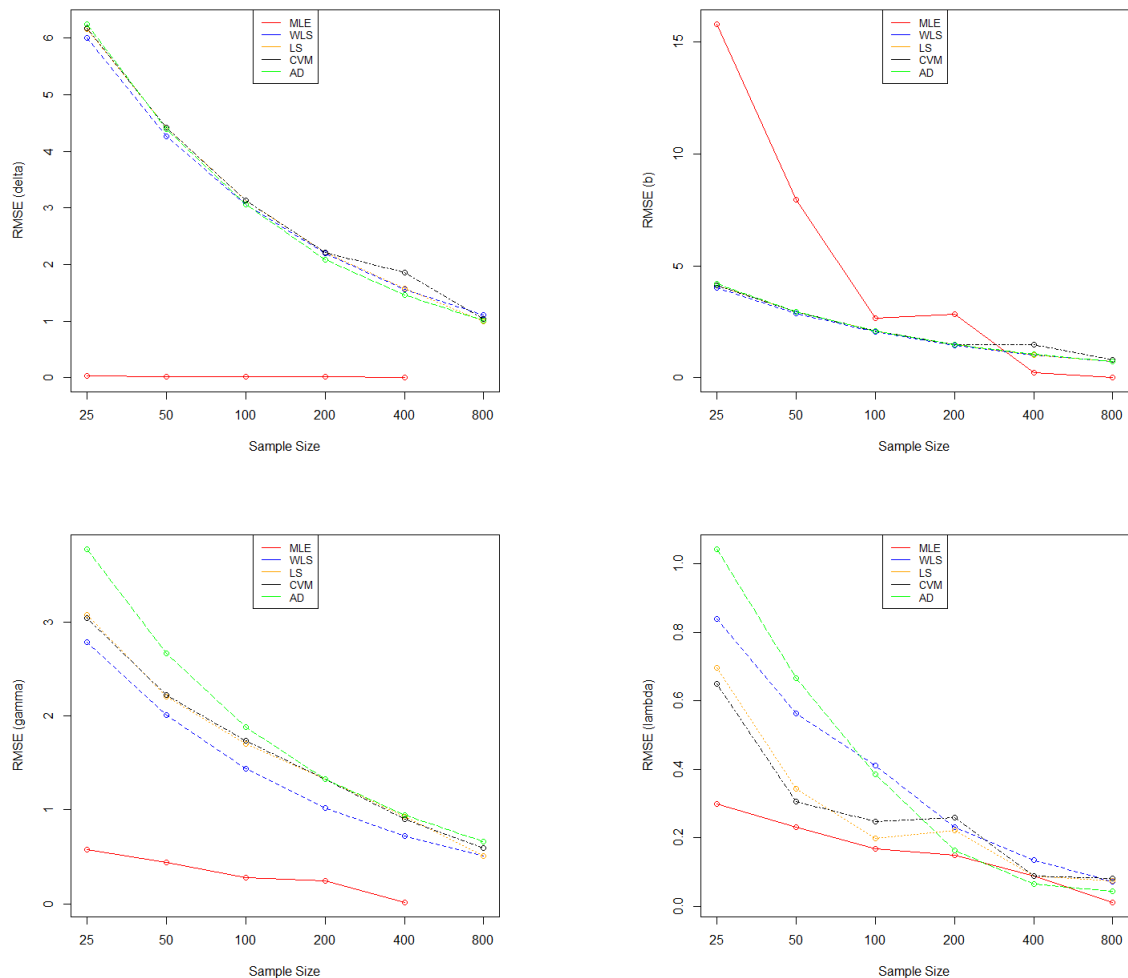 MLE
WLS
LS
CVM
AD
RMSE (delta)
6
5
4
3
2
1
0
25 50 100 200 400 800
Sample Size
MLE
WLS
LS
CVM
AD
RMSE (b)
15
10
5
0
25 50 100 200 400 800
Sample Size
MLE
WLS
LS
CVM
AD
RMSE (gamma)
3
2
1
0
25 50 100 200 400 800
Sample Size
MLE
WLS
LS
CVM
AD
RMSE (lambda)
1.0
0.8
0.6
0.4
0.2
0.0
25 50 100 200 400 800
Sample Size